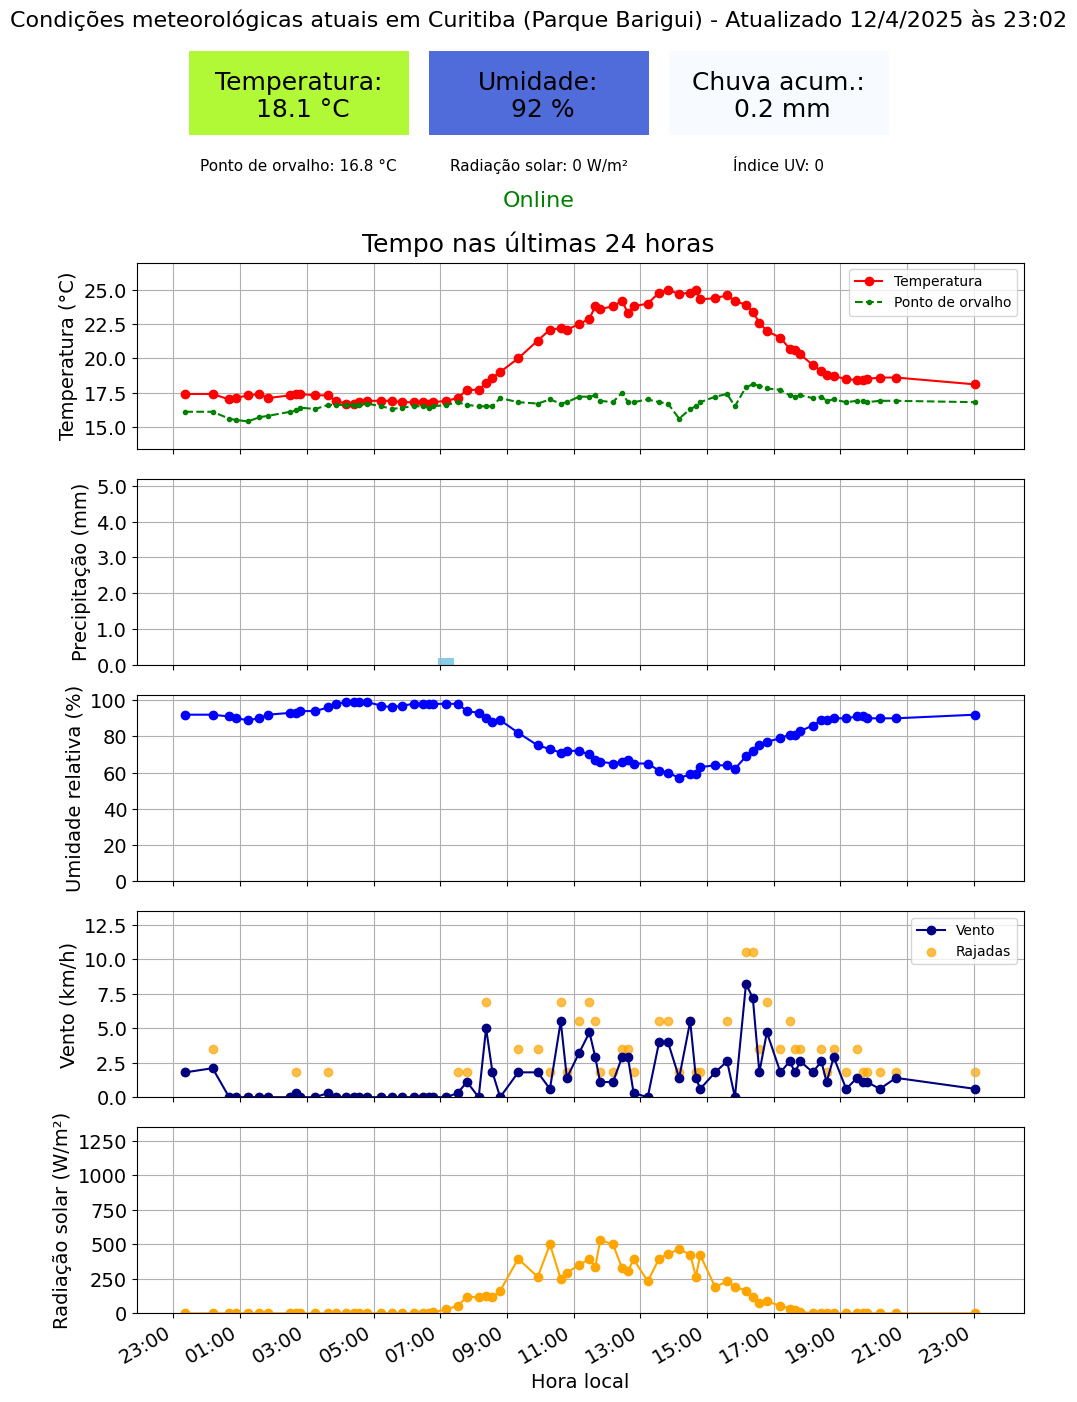 Condições meteorológicas atuais em Curitiba (Parque Barigui) - Atualizado 12/4/2025 às 23:02
Temperatura:
18.1 °C
Umidade:
92 %
Chuva acum.:
0.2 mm
Ponto de orvalho: 16.8 °C
Radiação solar: 0 W/m²
Índice UV: 0
Online
Tempo nas últimas 24 horas
Temperatura (°C)
25.0
22.5
20.0
17.5
15.0
Temperatura
Ponto de orvalho
Precipitação (mm)
5.0
4.0
3.0
2.0
1.0
0.0
Umidade relativa (%)
100
80
60
40
20
0
Vento (km/h)
12.5
10.0
7.5
5.0
2.5
0.0
Vento
Rajadas
Radiação solar (W/m²)
1250
1000
750
500
250
0
23:00
01:00
03:00
05:00
07:00
09:00
11:00
13:00
15:00
17:00
19:00
21:00
23:00
Hora local